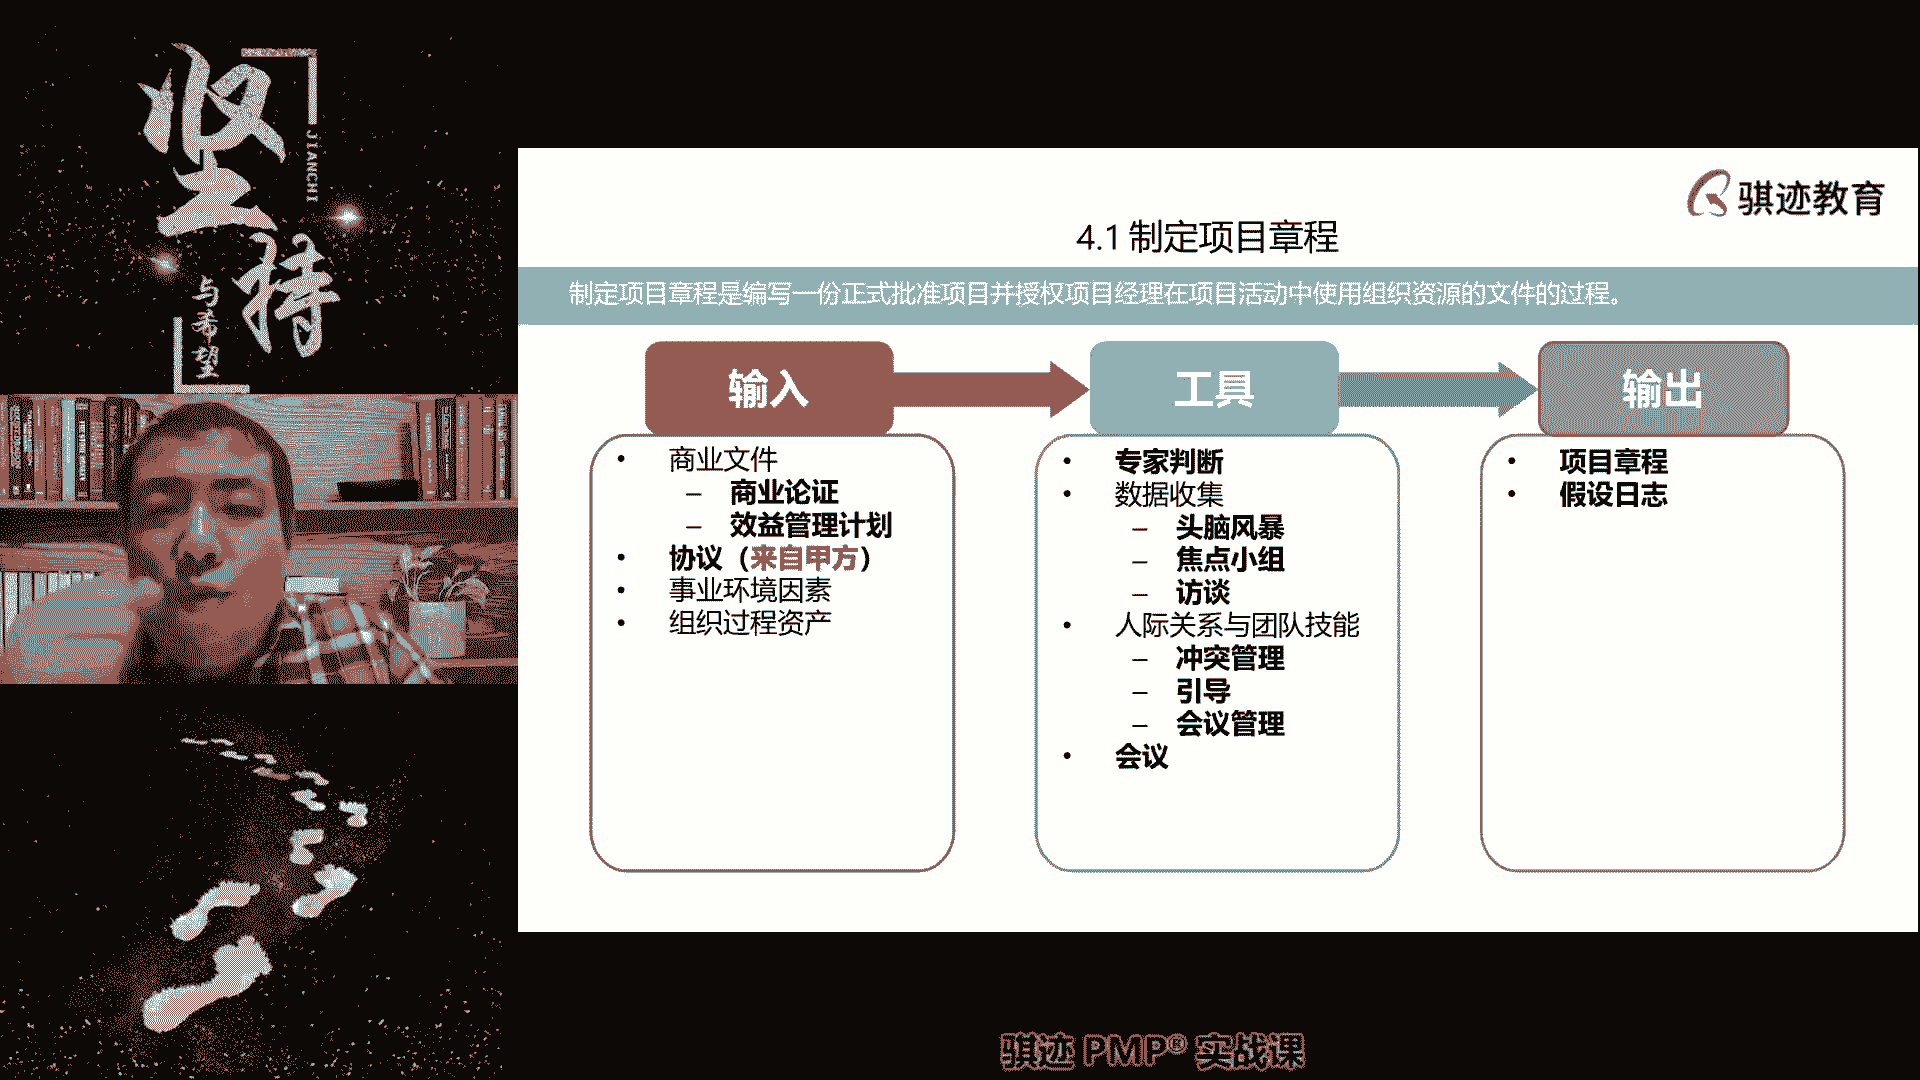 坚持
JIANCHI
与希望
骐迹教育
4.1 制定项目章程
制定项目章程是编写一份正式批准项目并授权项目经理在项目活动中使用组织资源的文件的过程。
输入
• 商业文件
– 商业论证
– 效益管理计划
• 协议（来自甲方）
• 事业环境因素
• 组织过程资产
工具
• 专家判断
• 数据收集
– 头脑风暴
– 焦点小组
– 访谈
• 人际关系与团队技能
– 冲突管理
– 引导
– 会议管理
• 会议
输出
• 项目章程
• 假设日志
骐迹 PMP® 实战课